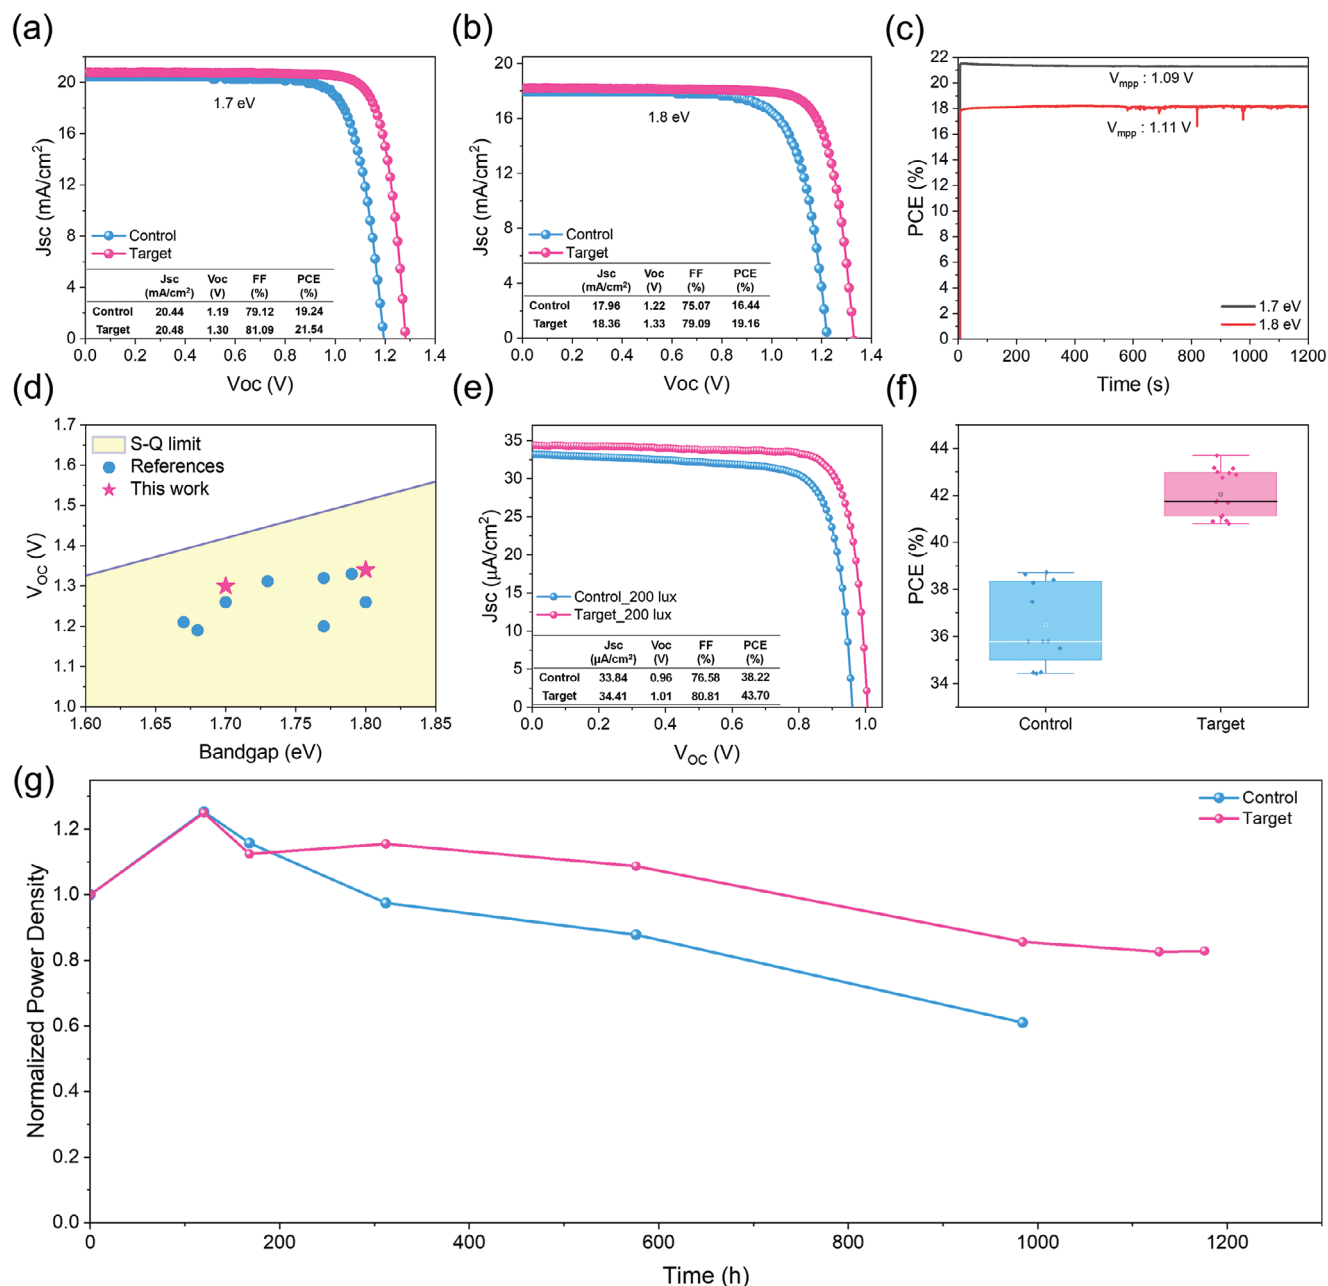 (a)
Jsc (mA/cm²)
20
16
12
8
4
0
1.7 eV
Control
Target
Jsc Voc FF PCE
(mA/cm²) (V) (%) (%)
Control 20.44 1.19 79.12 19.24
Target 20.48 1.30 81.09 21.54
0.0 0.2 0.4 0.6 0.8 1.0 1.2 1.4
Voc (V)
(b)
Jsc (mA/cm²)
20
16
12
8
4
0
1.8 eV
Control
Target
Jsc Voc FF PCE
(mA/cm²) (V) (%) (%)
Control 17.96 1.22 75.07 16.44
Target 18.36 1.33 79.09 19.16
0.0 0.2 0.4 0.6 0.8 1.0 1.2 1.4
Voc (V)
(c)
PCE (%)
22
20
18
16
14
12
10
8
6
4
2
0
Vmpp : 1.09 V
Vmpp : 1.11 V
1.7 eV
1.8 eV
0 200 400 600 800 1000 1200
Time (s)
(d)
VOC (V)
1.7
1.6
1.5
1.4
1.3
1.2
1.1
1.0
S-Q limit
References
This work
1.60 1.65 1.70 1.75 1.80 1.85
Bandgap (eV)
(e)
Jsc (µA/cm²)
35
30
25
20
15
10
5
0
Control_200 lux
Target_200 lux
Jsc Voc FF PCE
(µA/cm²) (V) (%) (%)
Control 33.84 0.96 76.58 38.22
Target 34.41 1.01 80.81 43.70
0.0 0.2 0.4 0.6 0.8 1.0
VOC (V)
(f)
PCE (%)
44
42
40
38
36
34
Control Target
(g)
Normalized Power Density
1.2
1.0
0.8
0.6
0.4
0.2
0.0
Control
Target
0 200 400 600 800 1000 1200
Time (h)